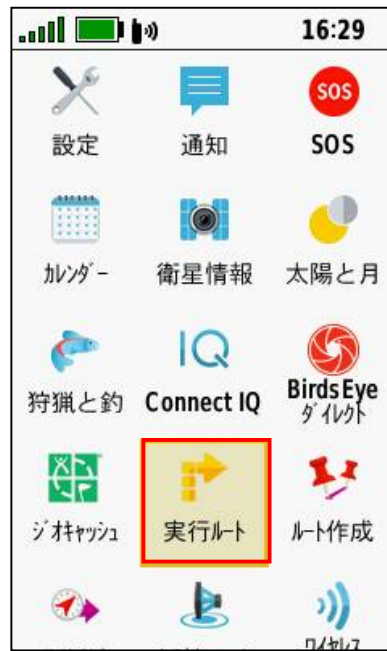 16:29
設定
通知
SOS
SOS
カレンダー
衛星情報
太陽と月
狩猟と釣
Connect IQ
IQ
BirdsEye
ダイレクト
ジオキャッシュ
実行ルート
ルート作成
ワイヤレス